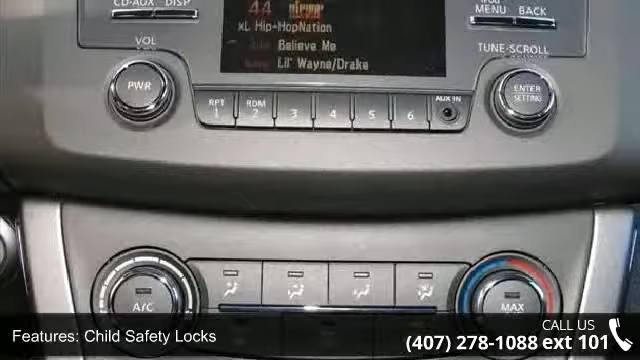 CD·AUX DISP
iPod MENU BACK
44
xL Hip-HopNation
Believe Me
Lil' Wayne/Drake
VOL
TUNE·SCROLL
PWR
ENTER
SETTING
RPT 1
RDM 2
3
4
5
6
AUX IN
A/C
MAX
Features: Child Safety Locks
CALL US
(407) 278-1088 ext 101